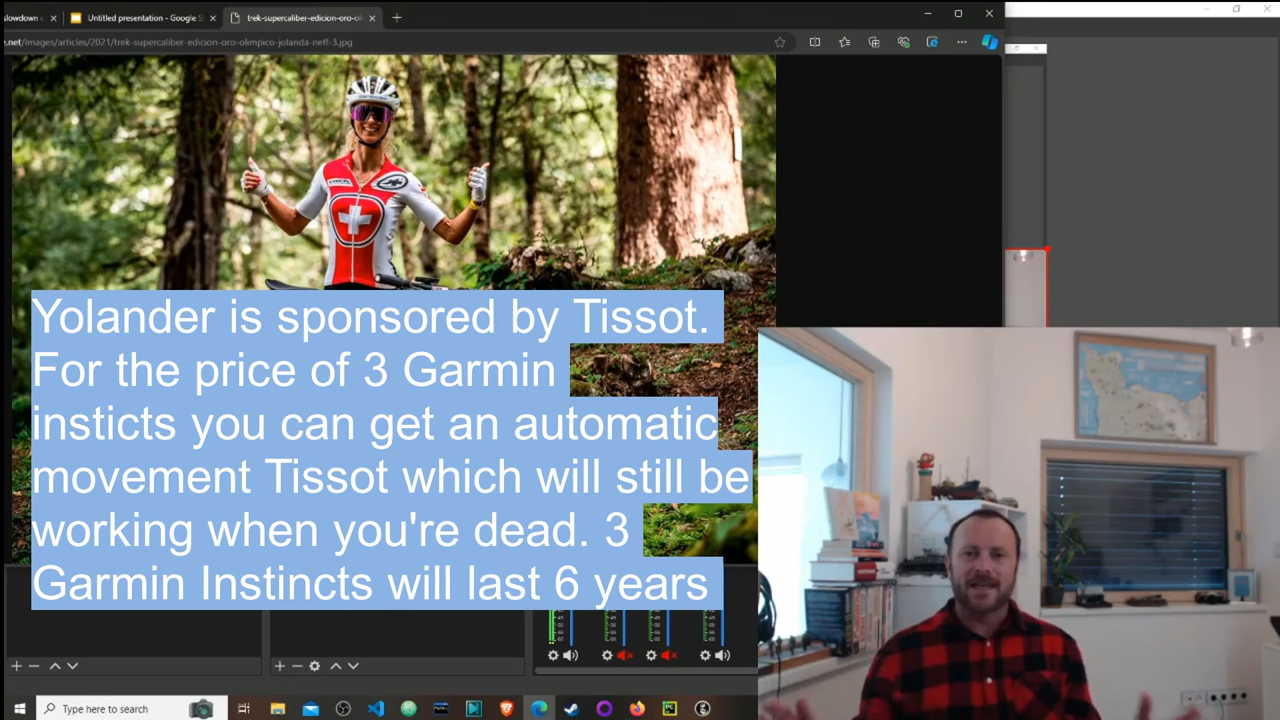 slowdown
Untitled presentation - Google S
trek-supercaliber-edicion-oro-ol
e.net/images/articles/2021/trek-supercaliber-edicion-oro-olimpico-jolanda-neff-3.jpg
Yolander is sponsored by Tissot.
For the price of 3 Garmin
insticts you can get an automatic
movement Tissot which will still be
working when you're dead. 3
Garmin Instincts will last 6 years
Type here to search